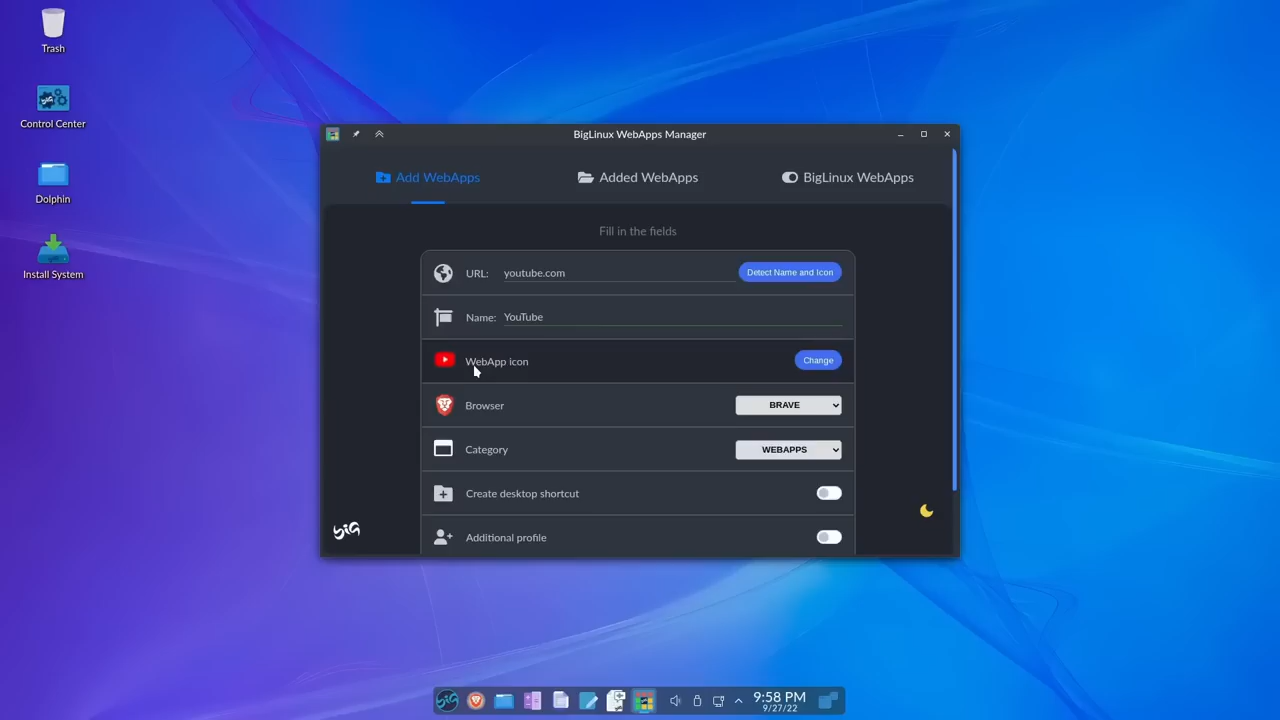 Trash
Control Center
Dolphin
Install System
BigLinux WebApps Manager
Add WebApps
Added WebApps
BigLinux WebApps
Fill in the fields
URL: youtube.com Detect Name and Icon
Name: YouTube
WebApp icon Change
Browser BRAVE
Category WEBAPPS
Create desktop shortcut
Additional profile
big
9:58 PM
9/27/22